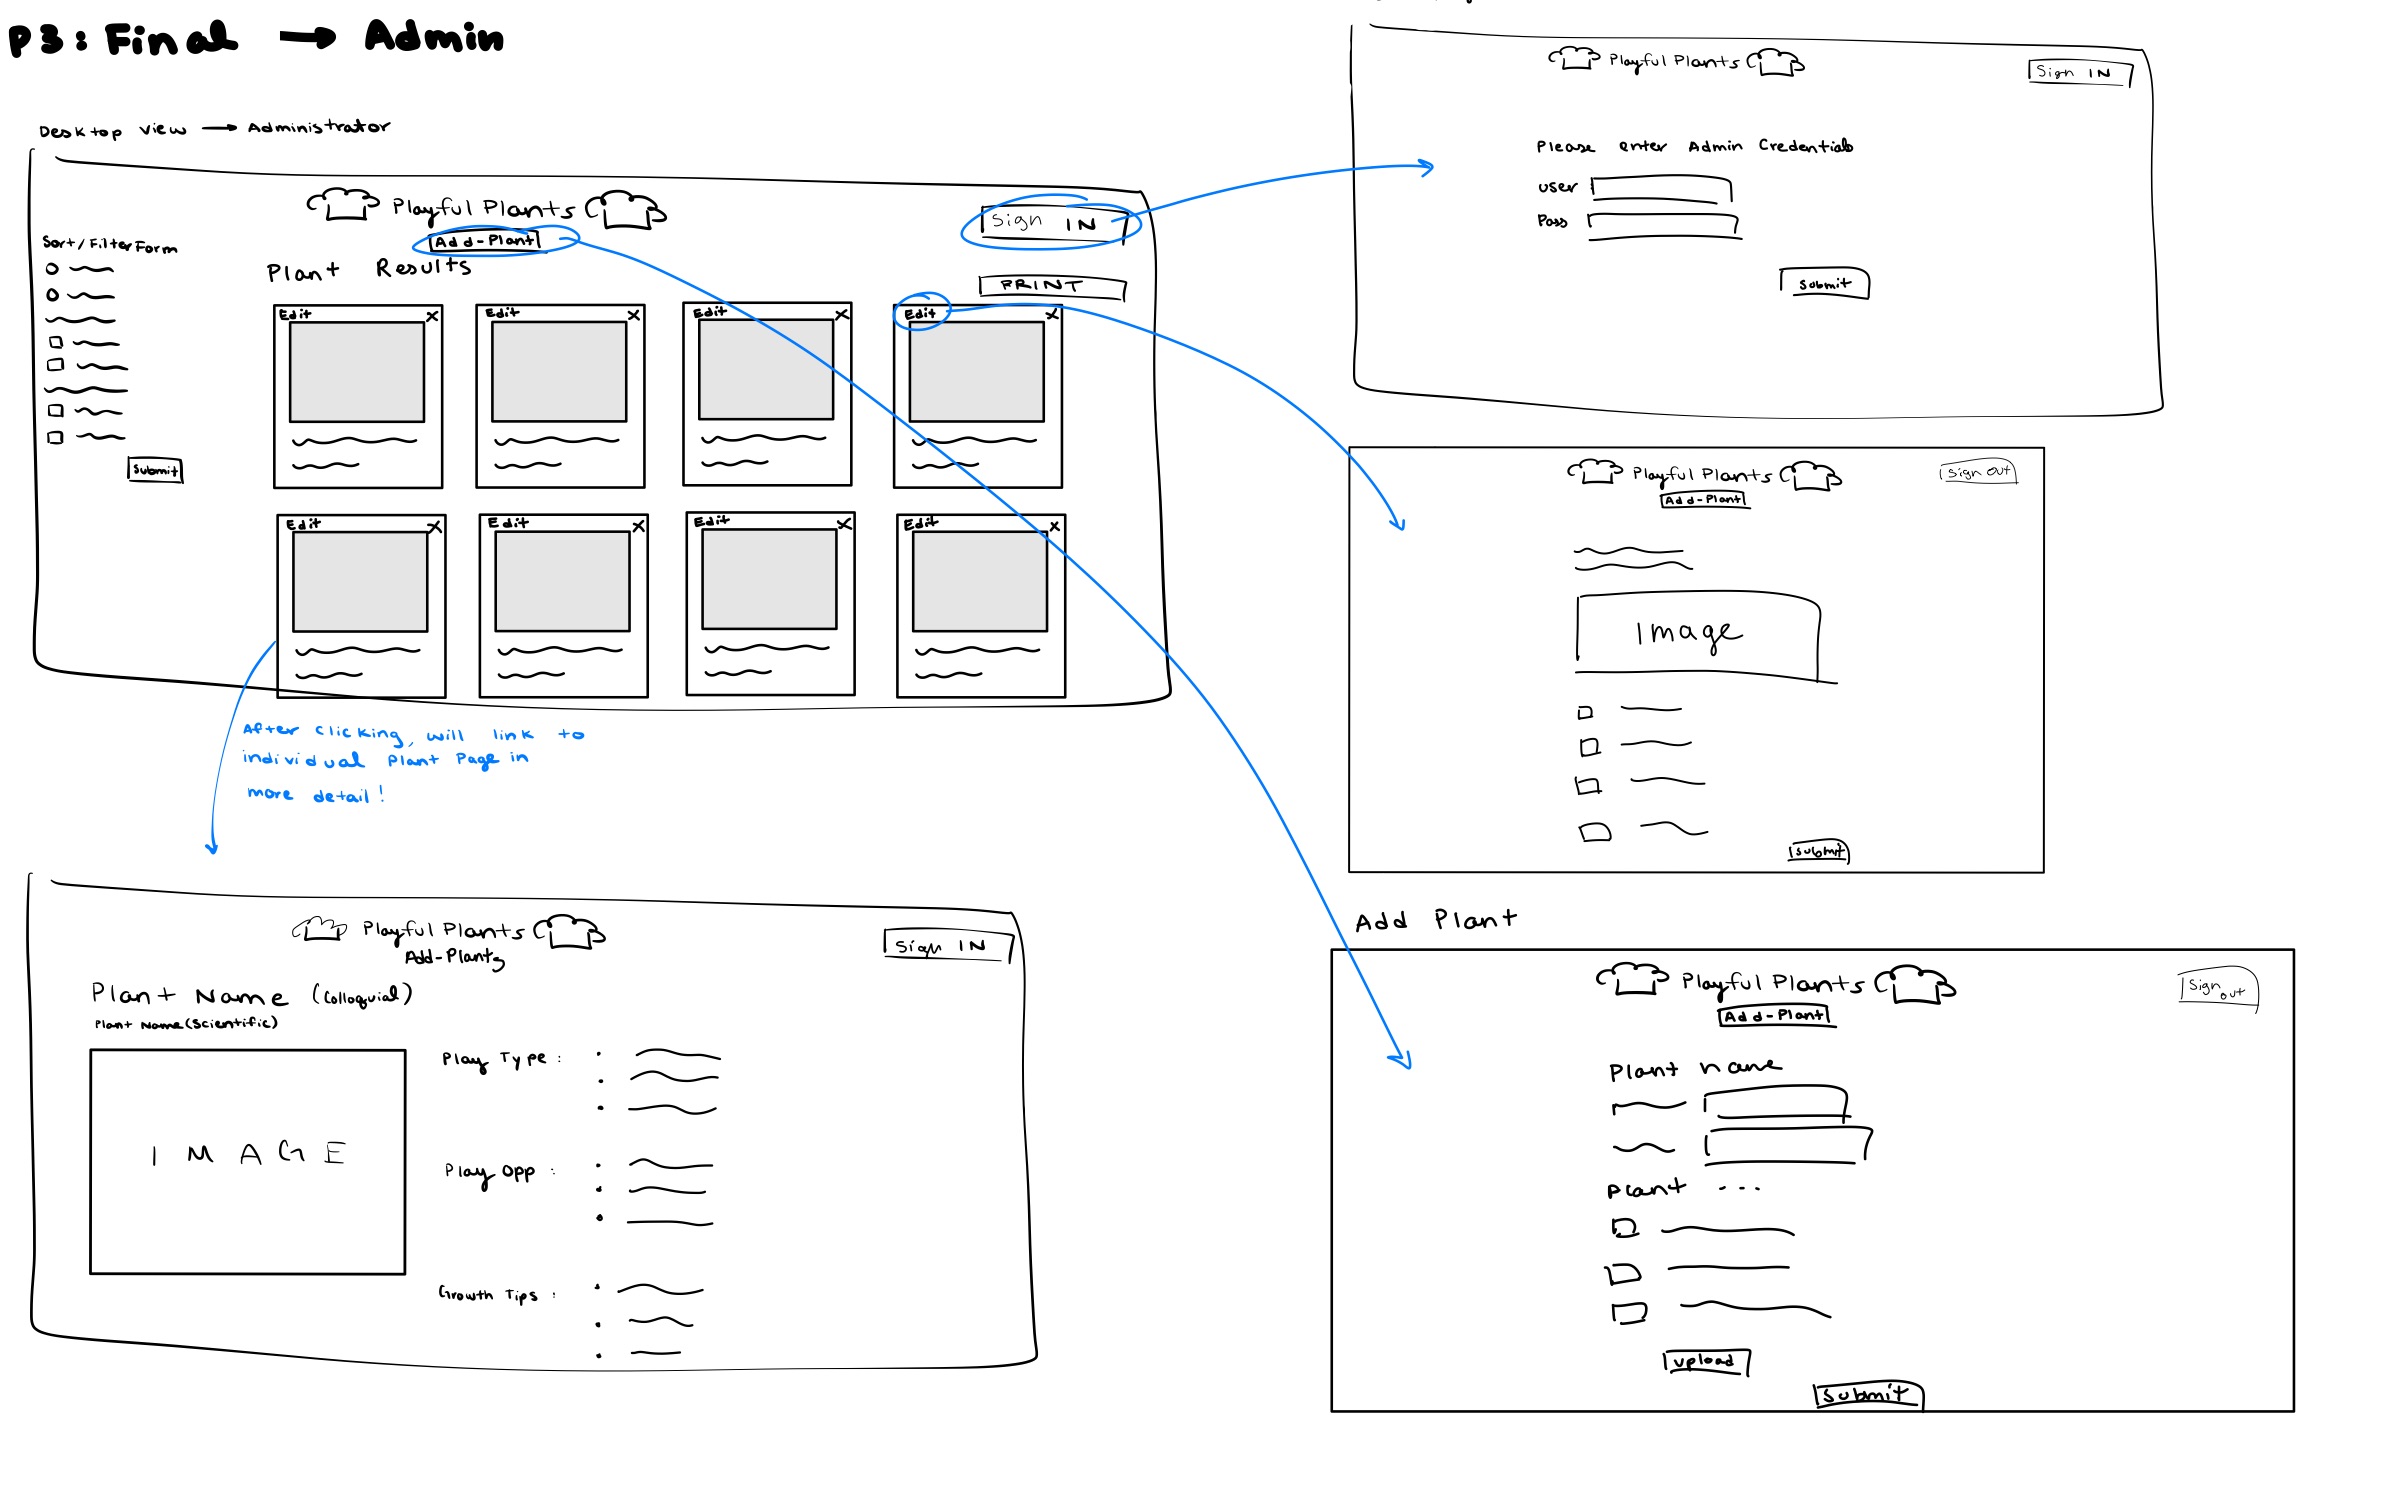 P3: Final → Admin
Desktop View → Administrator
Playful Plants
Sign IN
Add-Plant
Sort/Filter Form
Plant Results
PRINT
Edit X
Edit X
Edit X
Edit X
Submit
Edit X
Edit X
Edit X
Edit X
After clicking, will link to
individual Plant Page in
more detail!
Playful Plants
Sign IN
Add-Plants
Plant Name (Colloquial)
Plant Name (Scientific)
IMAGE
Play Type :
Play Opp :
Growth Tips :
Playful Plants
Sign IN
Please enter Admin Credentials
user :
Pass
Submit
Playful Plants
Sign Out
Add-Plant
Image
Submit
Add Plant
Playful Plants
Sign out
Add-Plant
Plant name
Plant ...
upload
Submit